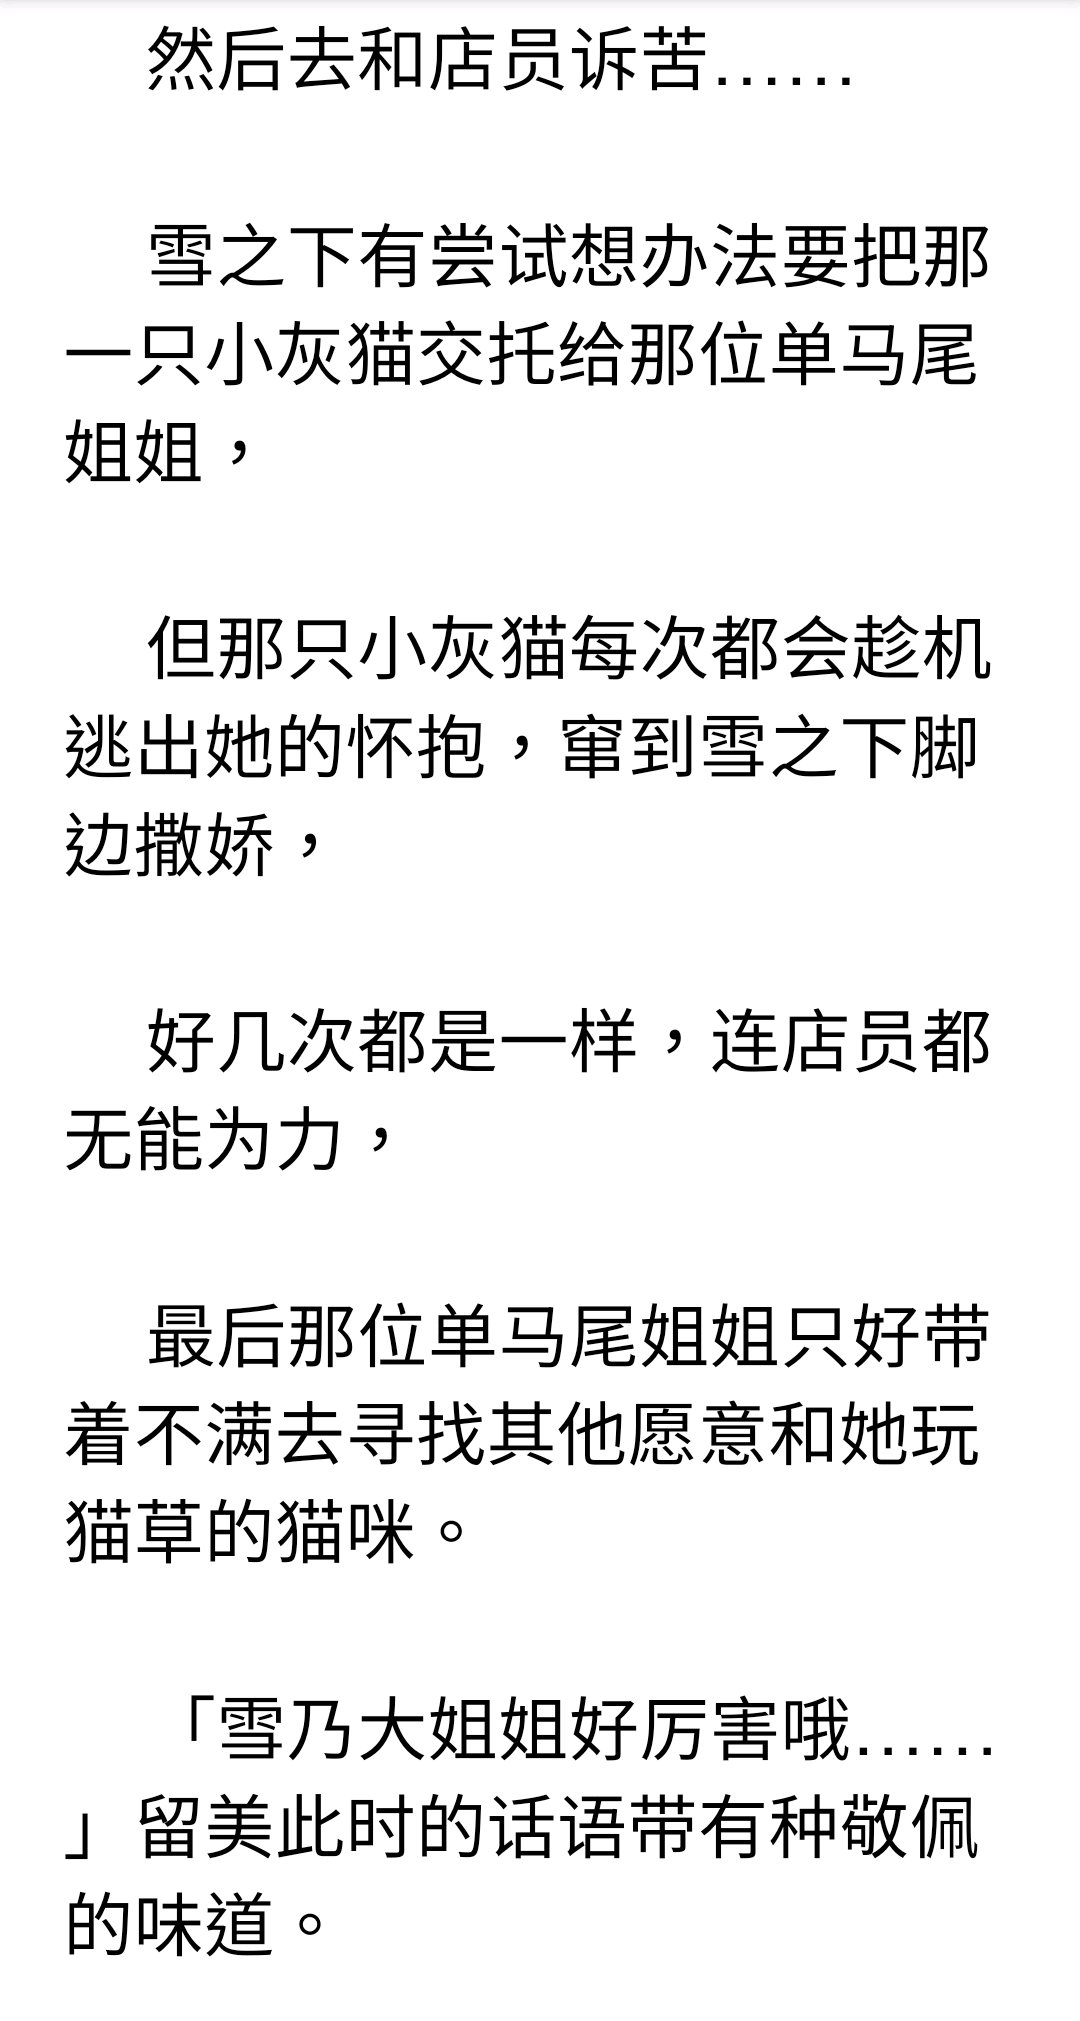 然后去和店员诉苦……
雪之下有尝试想办法要把那
一只小灰猫交托给那位单马尾
姐姐，
但那只小灰猫每次都会趁机
逃出她的怀抱，窜到雪之下脚
边撒娇，
好几次都是一样，连店员都
无能为力，
最后那位单马尾姐姐只好带
着不满去寻找其他愿意和她玩
猫草的猫咪。
「雪乃大姐姐好厉害哦……
」留美此时的话语带有种敬佩
的味道。